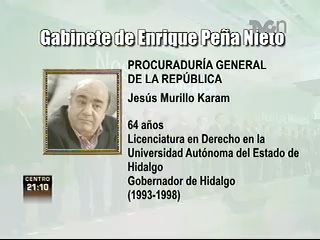 Gabinete de Enrique Peña Nieto
PROCURADURÍA GENERAL
DE LA REPÚBLICA
Jesús Murillo Karam
64 años
Licenciatura en Derecho en la
Universidad Autónoma del Estado de
Hidalgo
Gobernador de Hidalgo
(1993-1998)
CENTRO
21:10